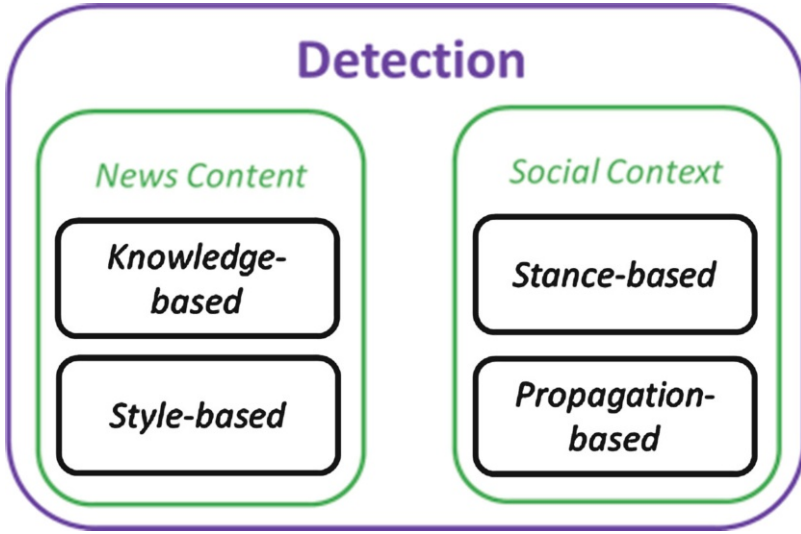 Detection
News Content
Knowledge-
based
Style-based
Social Context
Stance-based
Propagation-
based